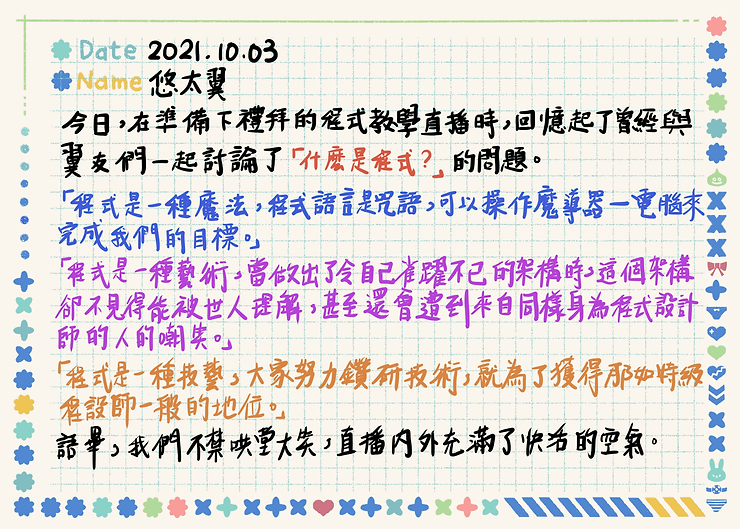 Date 2021.10.03
Name 悠太翼
今日,在準備下禮拜的程式教學直播時,回憶起了曾經與
翼友們一起討論了「什麼是程式?」的問題。
「程式是一種魔法,程式語言是咒語,可以操作魔導器—電腦來
完成我們的目標。」
「程式是一種藝術,當做出了令自己雀躍不已的架構時,這個架構
卻不見得能被世人理解,甚至還會遭到來自同樣身為程式設計
師的人的嘲笑。」
「程式是一種技藝,大家努力鑽研技術,就為了獲得那如特級
程設師一般的地位。」
語畢,我們不禁哄堂大笑,直播內外充滿了快活的空氣。